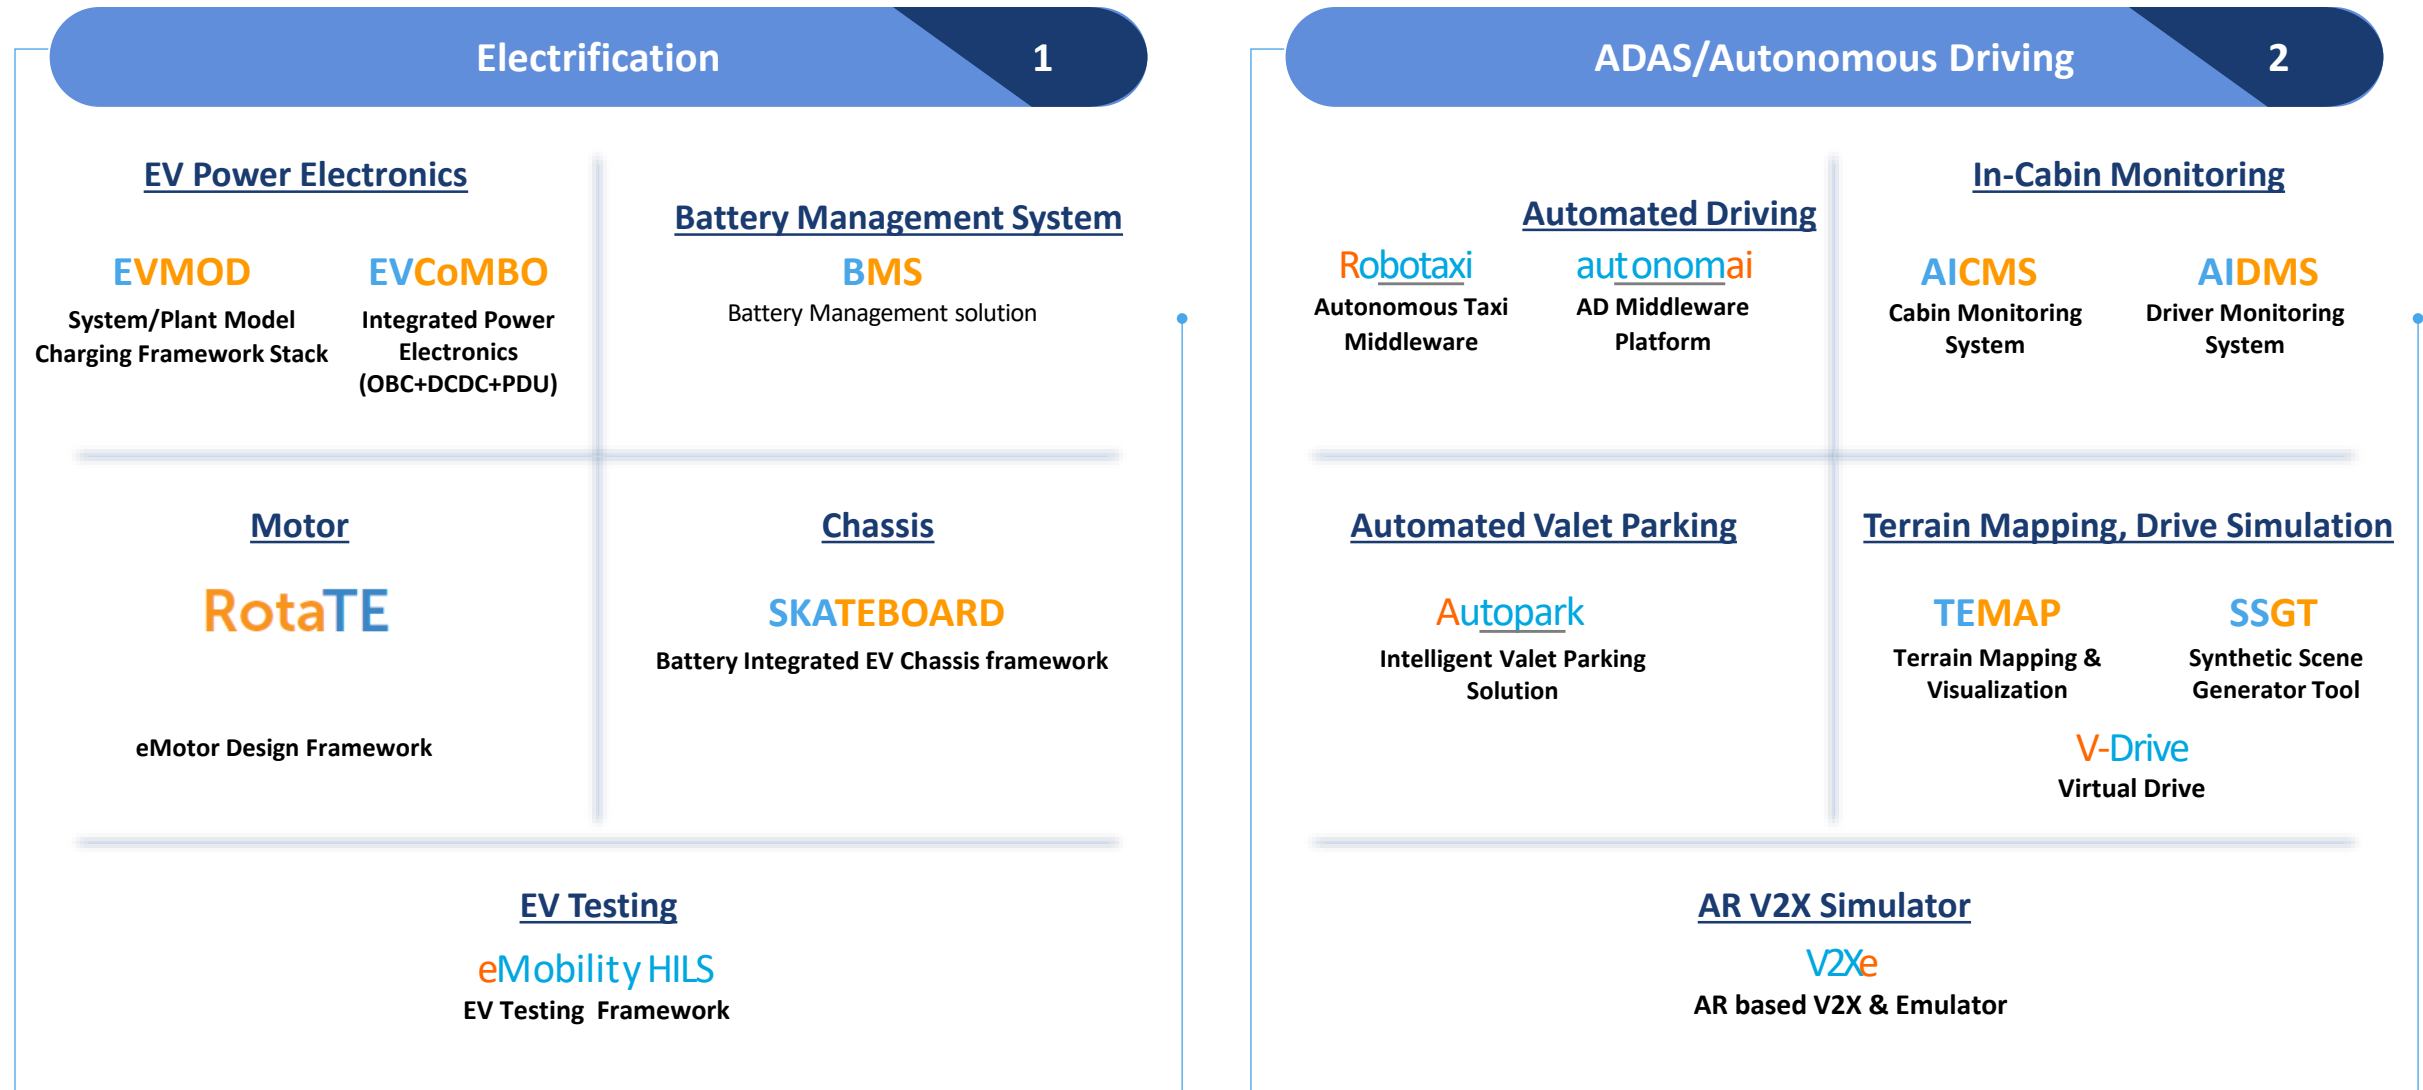 Electrification
1
EV Power Electronics
EVMOD
System/Plant Model
Charging Framework Stack
EVCoMBO
Integrated Power
Electronics
(OBC+DCDC+PDU)
Battery Management System
BMS
Battery Management solution
Motor
RotaTE
eMotor Design Framework
Chassis
SKATEBOARD
Battery Integrated EV Chassis framework
EV Testing
eMobility HILS
EV Testing Framework
ADAS/Autonomous Driving
2
Automated Driving
Robotaxi
Autonomous Taxi
Middleware
autonomai
AD Middleware
Platform
In-Cabin Monitoring
AICMS
Cabin Monitoring
System
AIDMS
Driver Monitoring
System
Automated Valet Parking
Autopark
Intelligent Valet Parking
Solution
Terrain Mapping, Drive Simulation
TEMAP
Terrain Mapping &
Visualization
SSGT
Synthetic Scene
Generator Tool
V-Drive
Virtual Drive
AR V2X Simulator
V2Xe
AR based V2X & Emulator